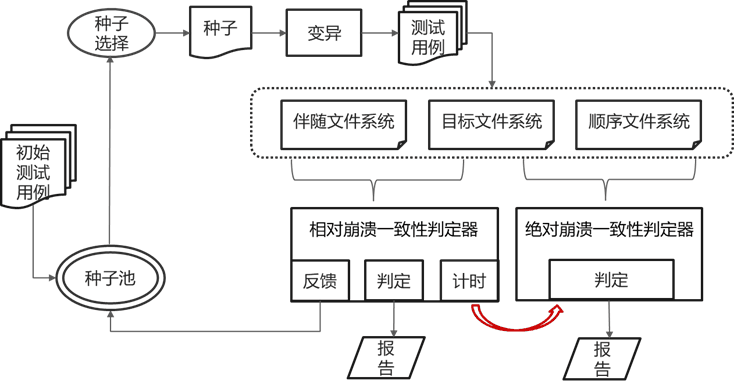 种子
选择
种子
变异
测试
用例
伴随文件系统
目标文件系统
顺序文件系统
初始
测试
用例
相对崩溃一致性判定器
绝对崩溃一致性判定器
反馈
判定
计时
判定
种子池
报
告
报
告